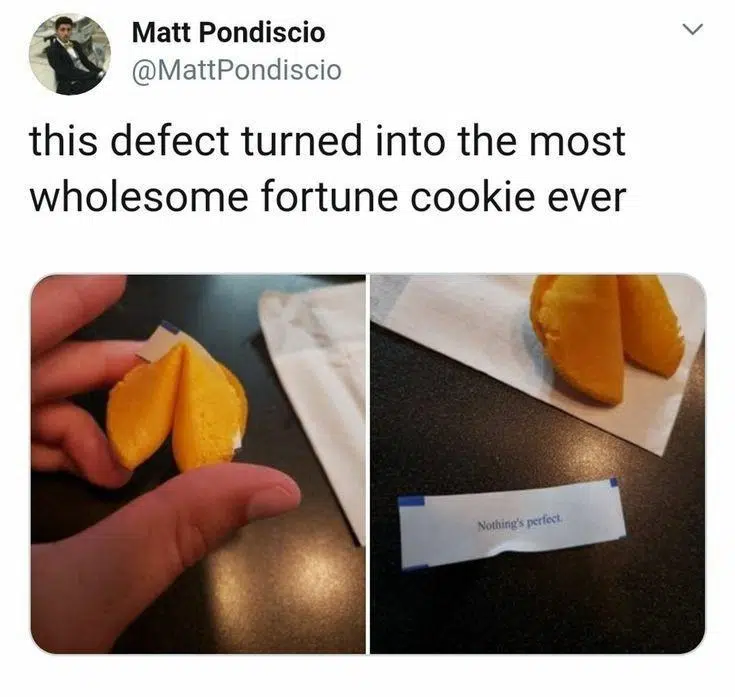 Matt Pondiscio
@MattPondiscio
this defect turned into the most
wholesome fortune cookie ever
Nothing's perfect.